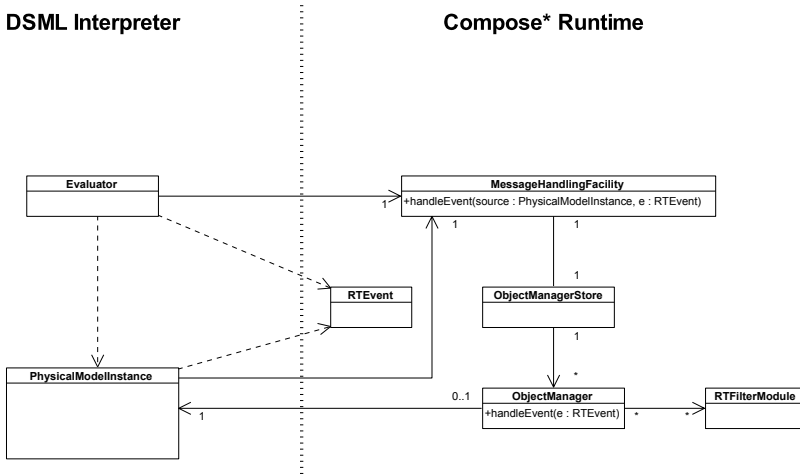 DSML Interpreter
Compose* Runtime
Evaluator
MessageHandlingFacility
1
+handleEvent(source : PhysicalModelInstance, e : RTEvent)
1
1
1
RTEvent
ObjectManagerStore
1
*
PhysicalModelInstance
0..1
ObjectManager
RTFilterModule
1
+handleEvent(e : RTEvent)
*
*